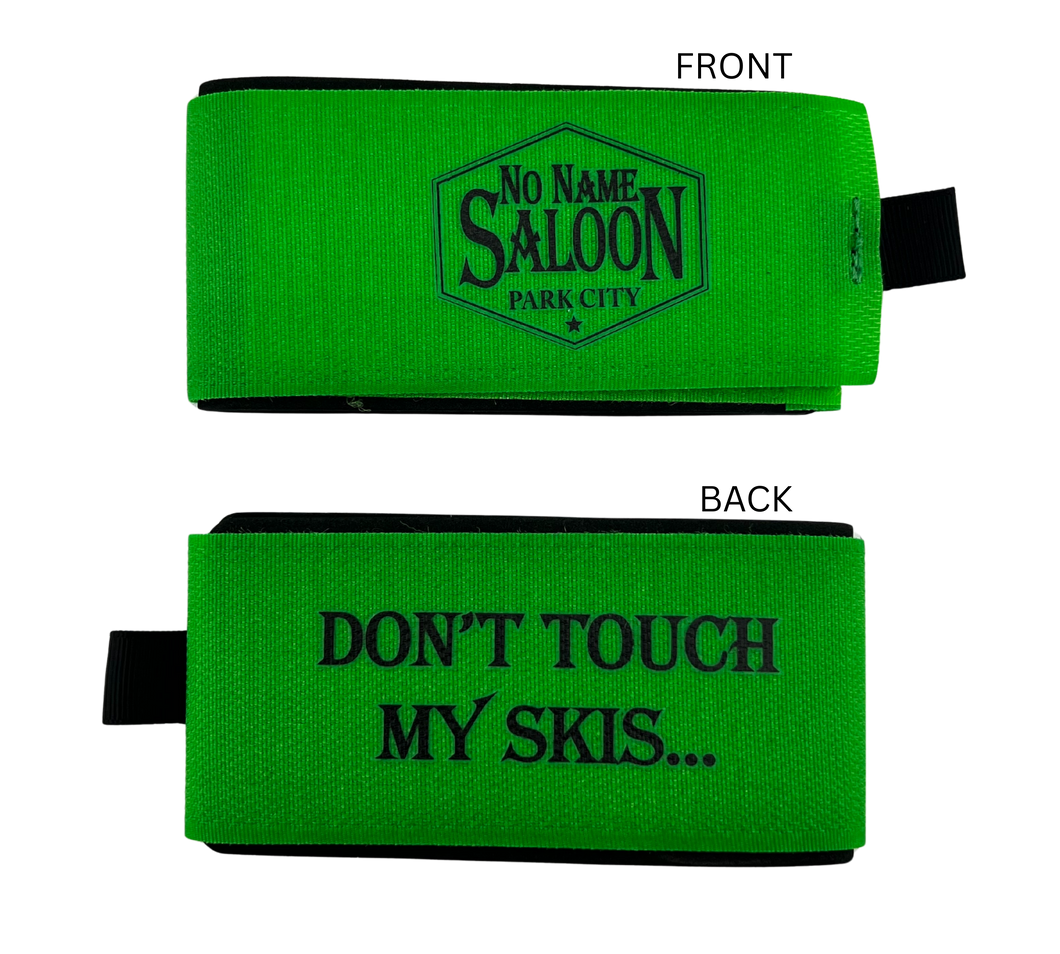 FRONT
NO NAME
SALOON
PARK CITY
BACK
DON'T TOUCH
MY SKIS...